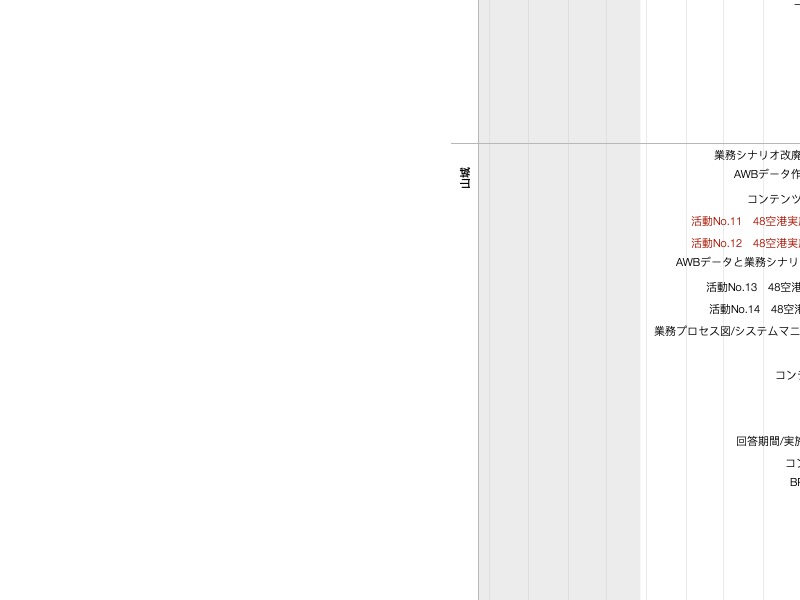 業務シナリオ改廃
AWBデータ作
コンテンツ
活動No.11 48空港実
活動No.12 48空港実
AWBデータと業務シナリ
活動No.13 48空港
活動No.14 48空港
業務プロセス図/システムマニ
コンテ
回答期間/実施
コン